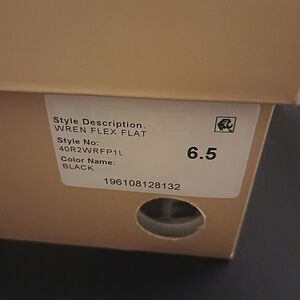 Style Description:
WREN FLEX FLAT
Style No:
40R2WRFP1L
6.5
Color Name:
BLACK
196108128132